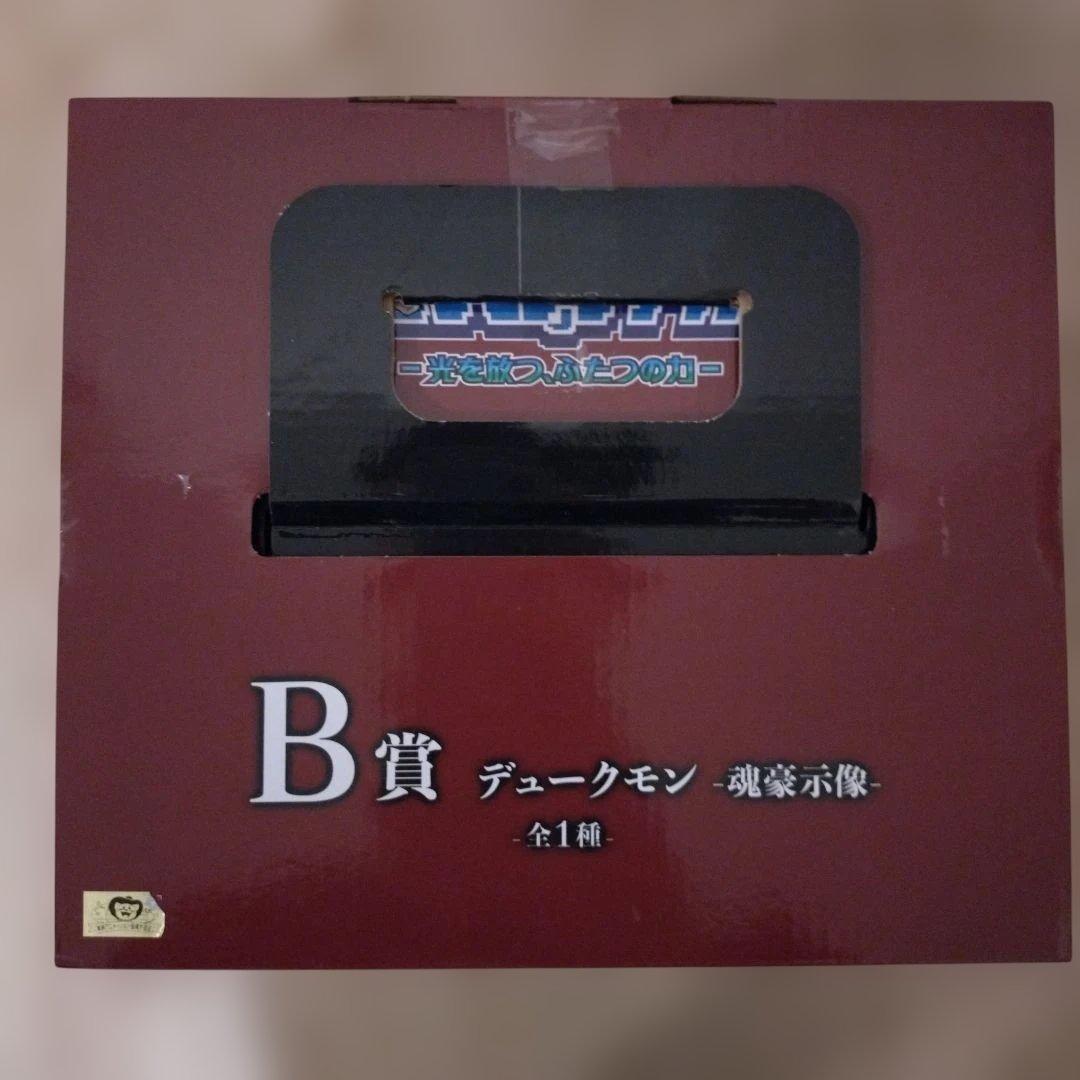 -光を放つ、ふたつの力-
B賞 デュークモン -魂豪示像-
-全1種-